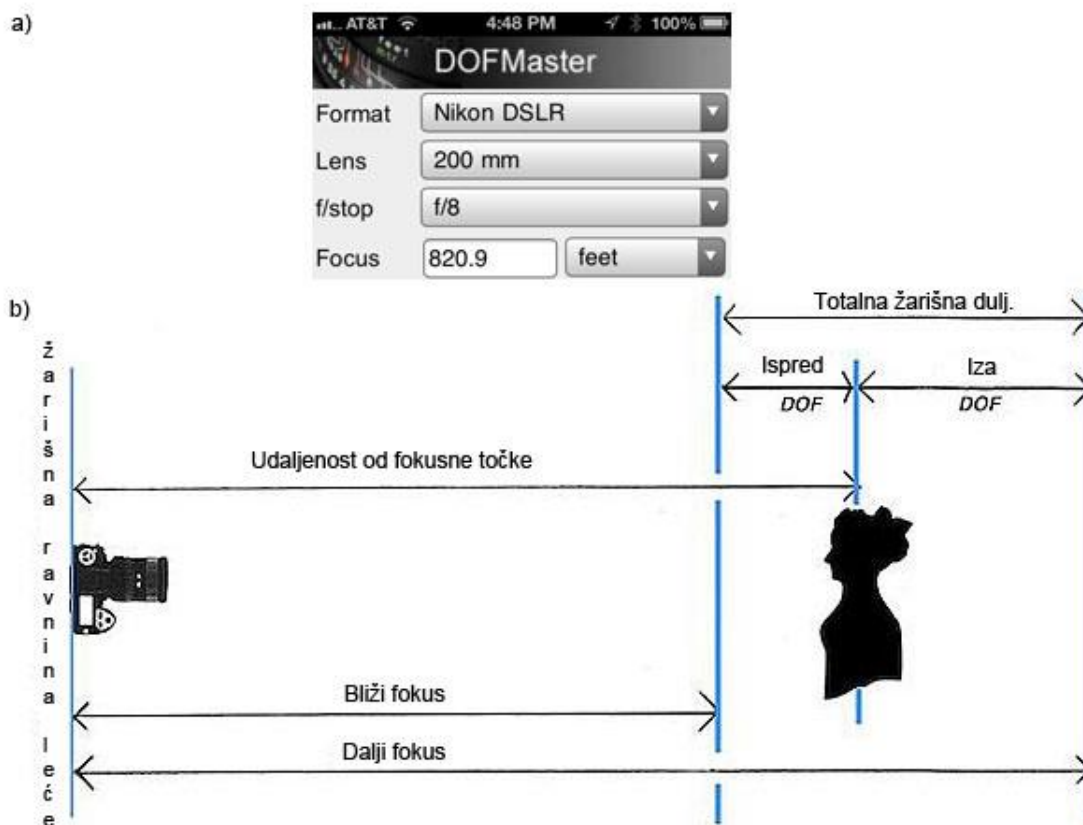 a)
AT&T 4:48 PM 100%
DOFMaster
Format Nikon DSLR
Lens 200 mm
f/stop f/8
Focus 820.9 feet
b)
Totalna žarišna dulj.
Ispred Iza
DOF DOF
Udaljenost od fokusne točke
žarišna ravnina leće
Bliži fokus
Dalji fokus